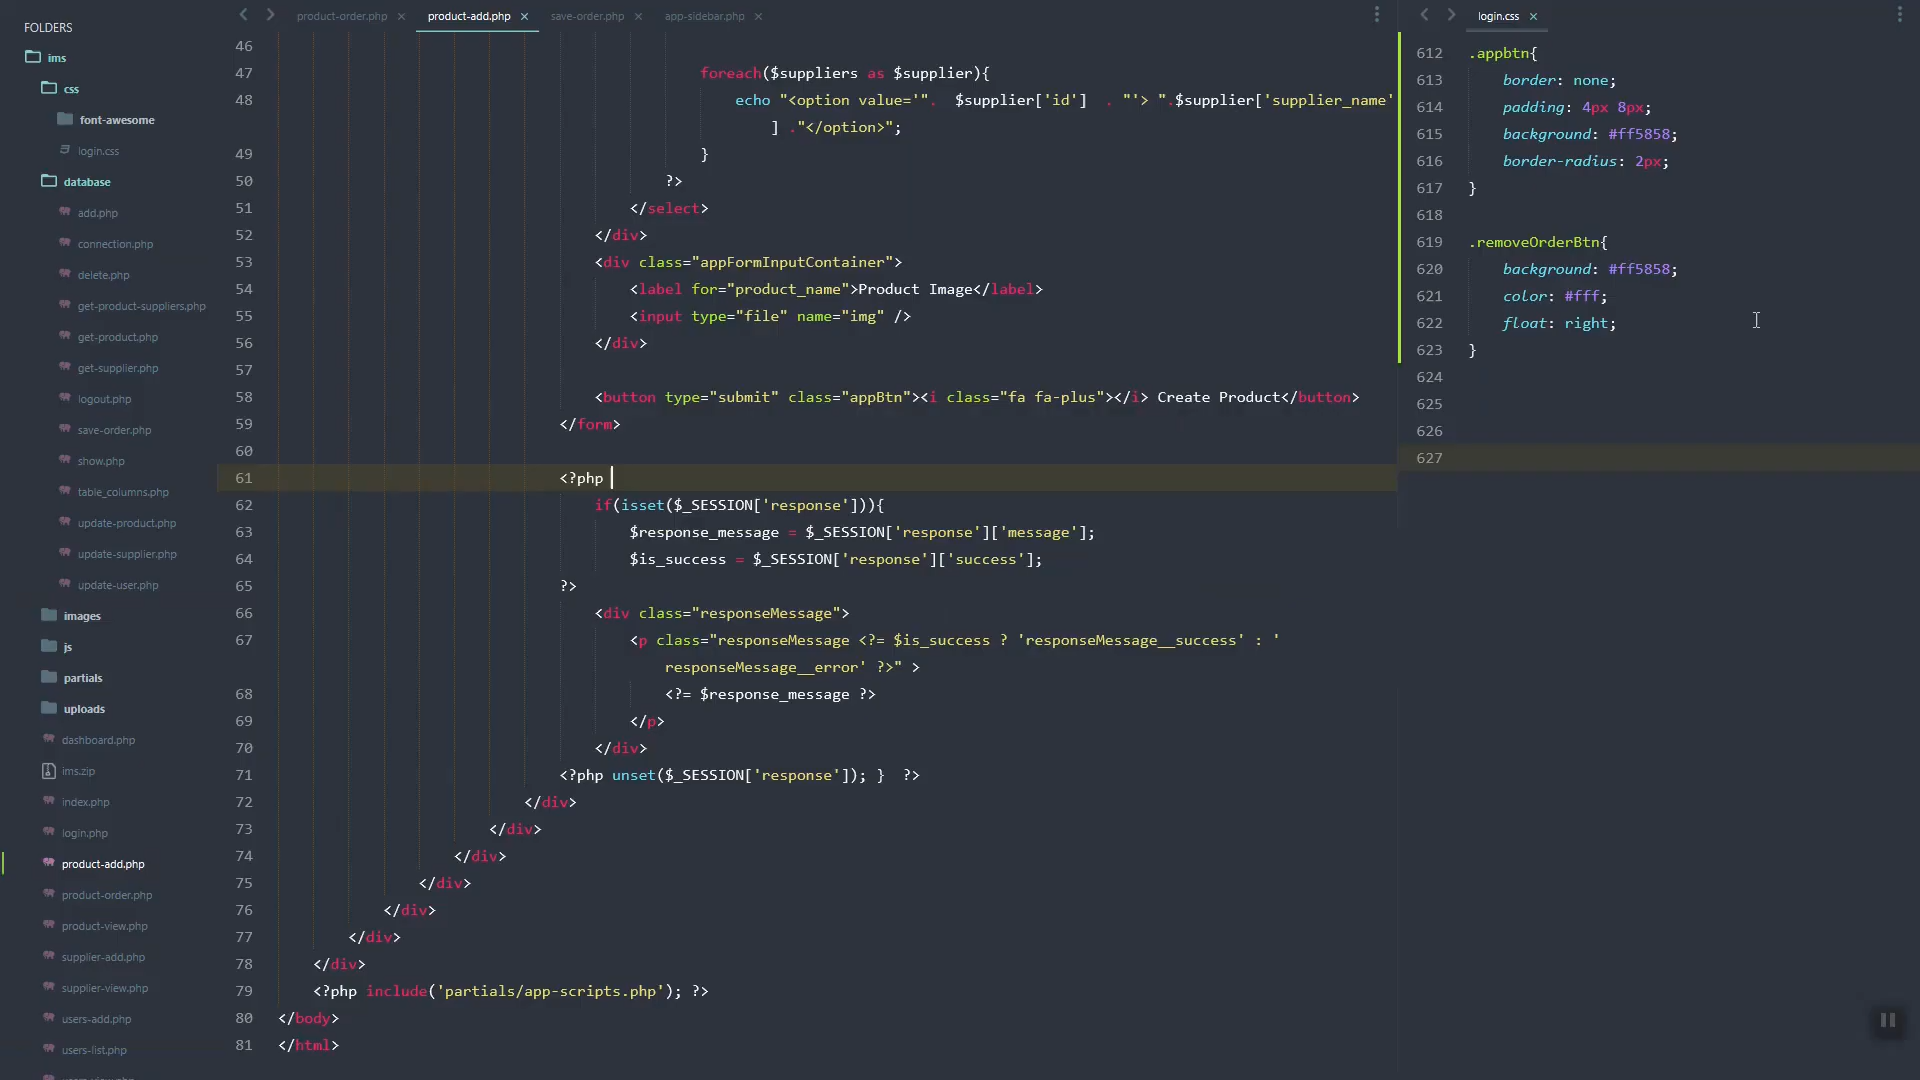 FOLDERS
ims
css
font-awesome
login.css
database
add.php
connection.php
delete.php
get-product-suppliers.php
get-product.php
get-supplier.php
logout.php
save-order.php
show.php
table_columns.php
update-product.php
update-supplier.php
update-user.php
images
js
partials
uploads
dashboard.php
ims.zip
index.php
login.php
product-add.php
product-order.php
product-view.php
supplier-add.php
supplier-view.php
users-add.php
users-list.php
product-order.php × product-add.php × save-order.php × app-sidebar.php ×
46
47 foreach($suppliers as $supplier){
48 echo "<option value='".  $supplier['id']  . "'> ".$supplier['supplier_name'
] ."</option>";
49 }
50 ?>
51 </select>
52 </div>
53 <div class="appFormInputContainer">
54 <label for="product_name">Product Image</label>
55 <input type="file" name="img" />
56 </div>
57
58 <button type="submit" class="appBtn"><i class="fa fa-plus"></i> Create Product</button>
59 </form>
60
61 <?php
62 if(isset($_SESSION['response'])){
63 $response_message = $_SESSION['response']['message'];
64 $is_success = $_SESSION['response']['success'];
65 ?>
66 <div class="responseMessage">
67 <p class="responseMessage <?= $is_success ? 'responseMessage__success' : '
responseMessage__error' ?>" >
68 <?= $response_message ?>
69 </p>
70 </div>
71 <?php unset($_SESSION['response']); }  ?>
72 </div>
73 </div>
74 </div>
75 </div>
76 </div>
77 </div>
78 </div>
79 <?php include('partials/app-scripts.php'); ?>
80 </body>
81 </html>
login.css ×
612 .appbtn{
613 border: none;
614 padding: 4px 8px;
615 background: #ff5858;
616 border-radius: 2px;
617 }
618
619 .removeOrderBtn{
620 background: #ff5858;
621 color: #fff;
622 float: right;
623 }
624
625
626
627